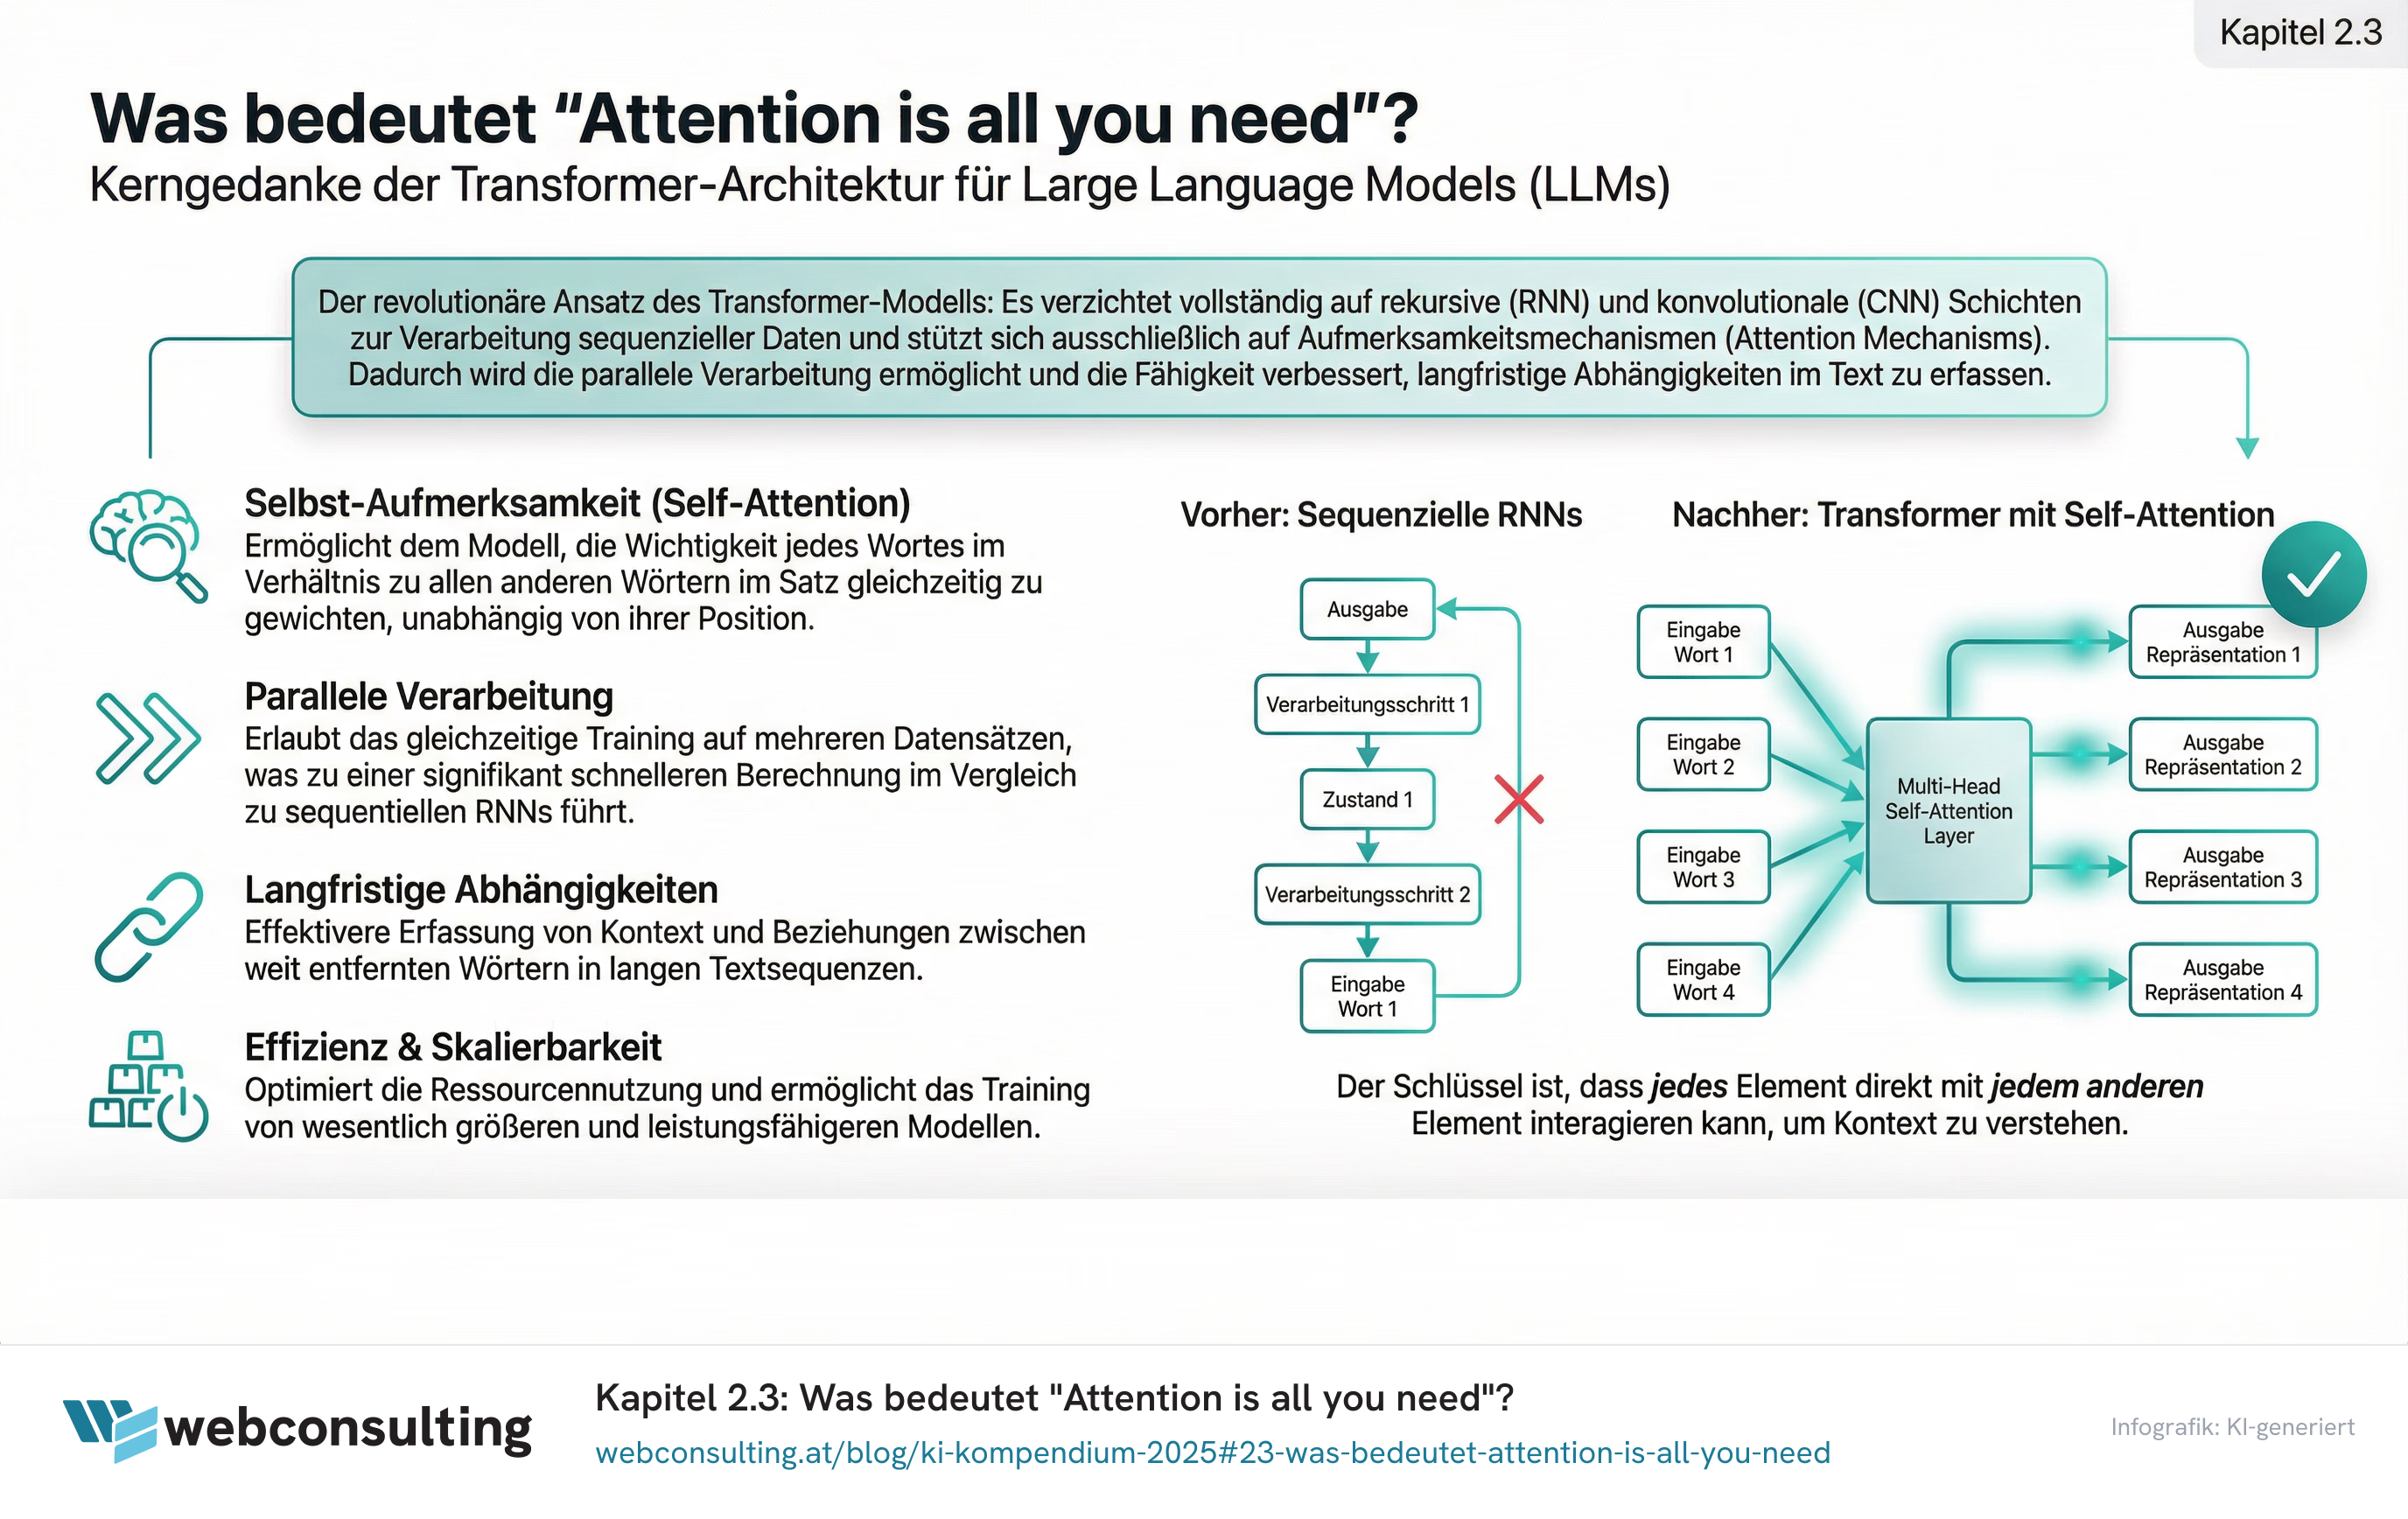 Kapitel 2.3
Was bedeutet “Attention is all you need”?
Kerngedanke der Transformer-Architektur für Large Language Models (LLMs)
Der revolutionäre Ansatz des Transformer-Modells: Es verzichtet vollständig auf rekursive (RNN) und konvolutionale (CNN) Schichten
zur Verarbeitung sequenzieller Daten und stützt sich ausschließlich auf Aufmerksamkeitsmechanismen (Attention Mechanisms).
Dadurch wird die parallele Verarbeitung ermöglicht und die Fähigkeit verbessert, langfristige Abhängigkeiten im Text zu erfassen.
Selbst-Aufmerksamkeit (Self-Attention)
Ermöglicht dem Modell, die Wichtigkeit jedes Wortes im
Verhältnis zu allen anderen Wörtern im Satz gleichzeitig zu
gewichten, unabhängig von ihrer Position.
Parallele Verarbeitung
Erlaubt das gleichzeitige Training auf mehreren Datensätzen,
was zu einer signifikant schnelleren Berechnung im Vergleich
zu sequentiellen RNNs führt.
Langfristige Abhängigkeiten
Effektivere Erfassung von Kontext und Beziehungen zwischen
weit entfernten Wörtern in langen Textsequenzen.
Effizienz & Skalierbarkeit
Optimiert die Ressourcennutzung und ermöglicht das Training
von wesentlich größeren und leistungsfähigeren Modellen.
Vorher: Sequenzielle RNNs
Ausgabe
Verarbeitungsschritt 1
Zustand 1
Verarbeitungsschritt 2
Eingabe
Wort 1
Nachher: Transformer mit Self-Attention
Eingabe
Wort 1
Eingabe
Wort 2
Eingabe
Wort 3
Eingabe
Wort 4
Multi-Head
Self-Attention
Layer
Ausgabe
Repräsentation 1
Ausgabe
Repräsentation 2
Ausgabe
Repräsentation 3
Ausgabe
Repräsentation 4
Der Schlüssel ist, dass jedes Element direkt mit jedem anderen
Element interagieren kann, um Kontext zu verstehen.
webconsulting
Kapitel 2.3: Was bedeutet "Attention is all you need"?
webconsulting.at/blog/ki-kompendium-2025#23-was-bedeutet-attention-is-all-you-need
Infografik: KI-generiert